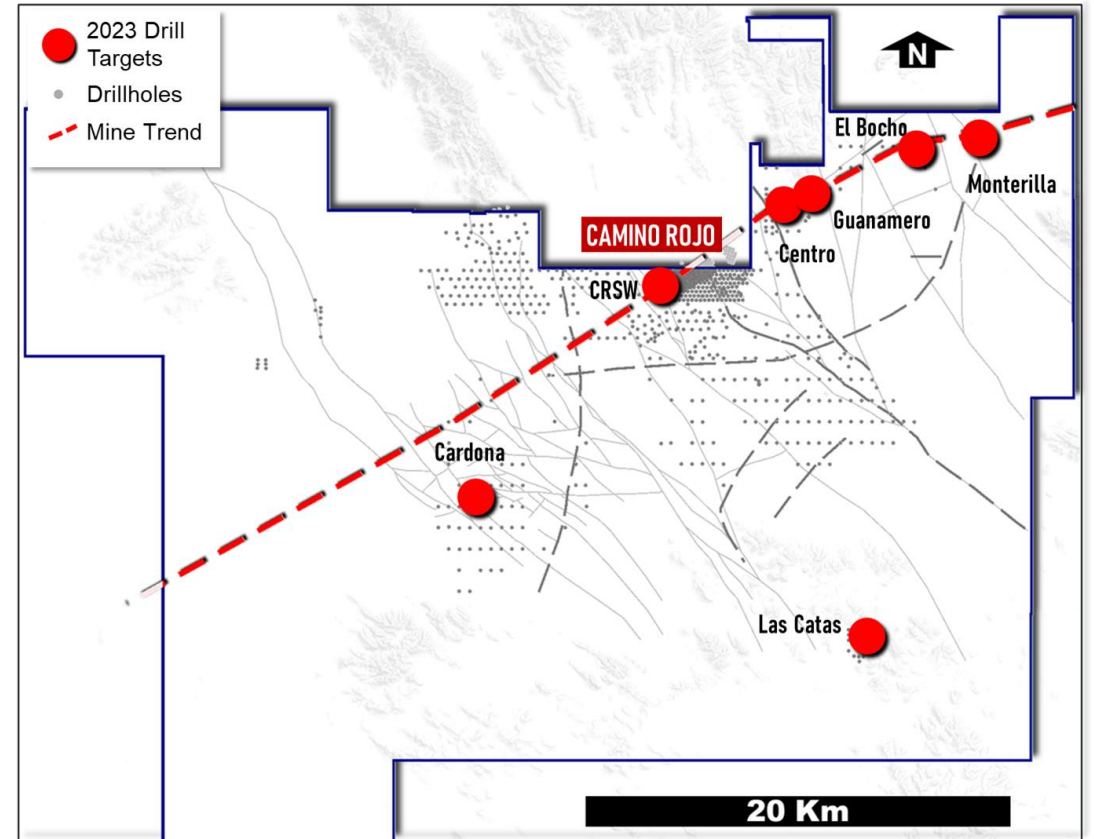 2023 Drill
Targets
Drillholes
Mine Trend
N
El Bocho
Monterilla
Guanamero
CAMINO ROJO
Centro
CRSW
Cardona
Las Catas
20 Km